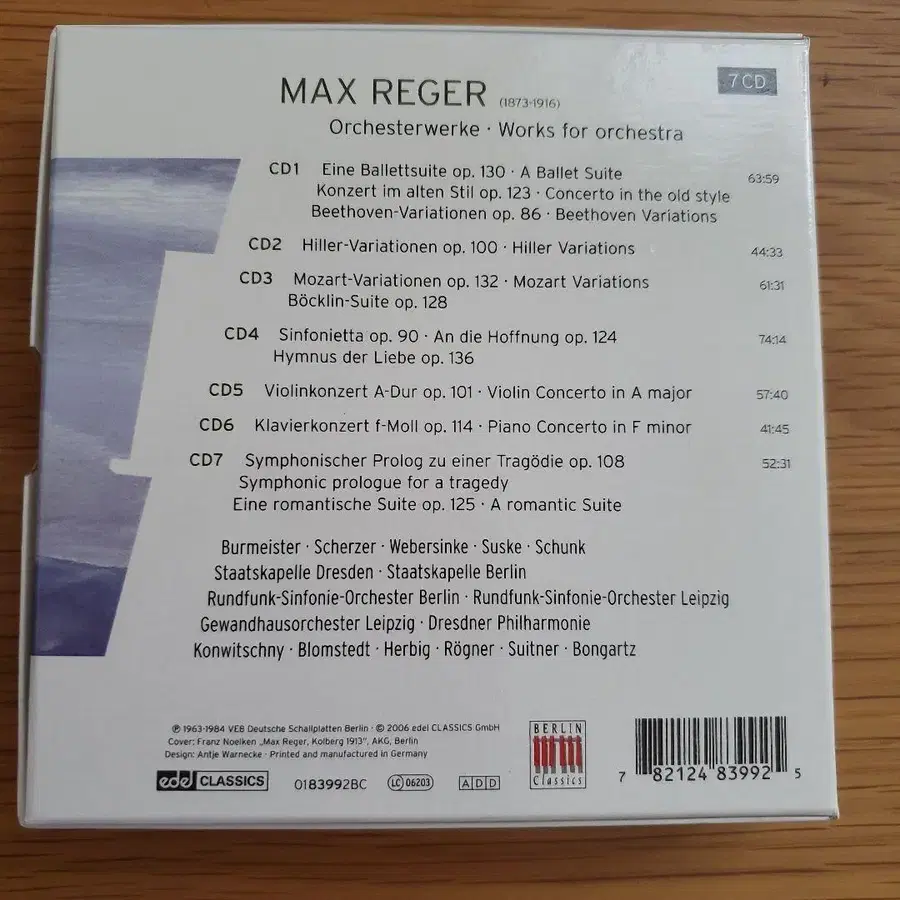 MAX REGER (1873-1916)
7 CD
Orchesterwerke · Works for orchestra
CD1 Eine Ballettsuite op. 130 · A Ballet Suite 63:59
Konzert im alten Stil op. 123 · Concerto in the old style
Beethoven-Variationen op. 86 · Beethoven Variations
CD2 Hiller-Variationen op. 100 · Hiller Variations 44:33
CD3 Mozart-Variationen op. 132 · Mozart Variations 61:31
Böcklin-Suite op. 128
CD4 Sinfonietta op. 90 · An die Hoffnung op. 124 74:14
Hymnus der Liebe op. 136
CD5 Violinkonzert A-Dur op. 101 · Violin Concerto in A major 57:40
CD6 Klavierkonzert f-Moll op. 114 · Piano Concerto in F minor 41:45
CD7 Symphonischer Prolog zu einer Tragödie op. 108 52:31
Symphonic prologue for a tragedy
Eine romantische Suite op. 125 · A romantic Suite
Burmeister · Scherzer · Webersinke · Suske · Schunk
Staatskapelle Dresden · Staatskapelle Berlin
Rundfunk-Sinfonie-Orchester Berlin · Rundfunk-Sinfonie-Orchester Leipzig
Gewandhausorchester Leipzig · Dresdner Philharmonie
Konwitschny · Blomstedt · Herbig · Rögner · Suitner · Bongartz
℗ 1963-1984 VEB Deutsche Schallplatten Berlin · © 2006 edel CLASSICS GmbH
Cover: Franz Noelken „Max Reger, Kolberg 1913", AKG, Berlin
Design: Antje Warnecke · Printed and manufactured in Germany
edel CLASSICS 0183992BC LC 06203 ADD
BERLIN
Classics
7 82124 83992 5